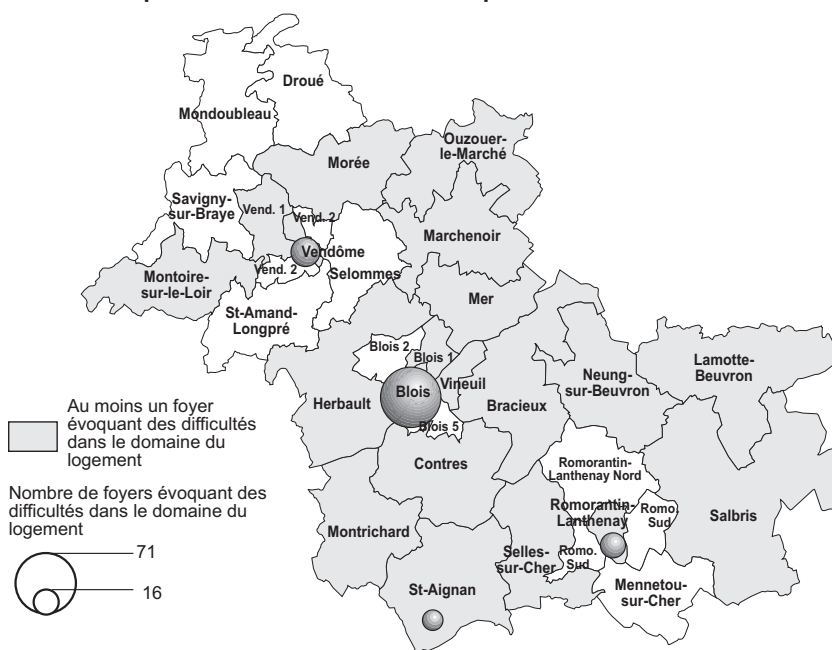 Droué
Mondoubleau
Ouzouer-
le-Marché
Morée
Savigny-
sur-Braye
Vend. 1
Vend. 2
Marchenoir
Vendôme
Vend. 2
Selommes
Montoire-
sur-le-Loir
St-Amand-
Longpré
Mer
Blois 2
Blois 1
Lamotte-
Beuvron
Neung-
sur-Beuvron
Vineuil
Blois
Herbault
Bracieux
Blois 5
Au moins un foyer
évoquant des difficultés
dans le domaine du
logement
Contres
Romorantin-
Lanthenay Nord
Nombre de foyers évoquant des
difficultés dans le domaine du
logement
Romorantin-
Lanthenay
Romo.
Sud
Salbris
Montrichard
71
Selles-
sur-Cher
Romo.
Sud
16
St-Aignan
Mennetou-
sur-Cher